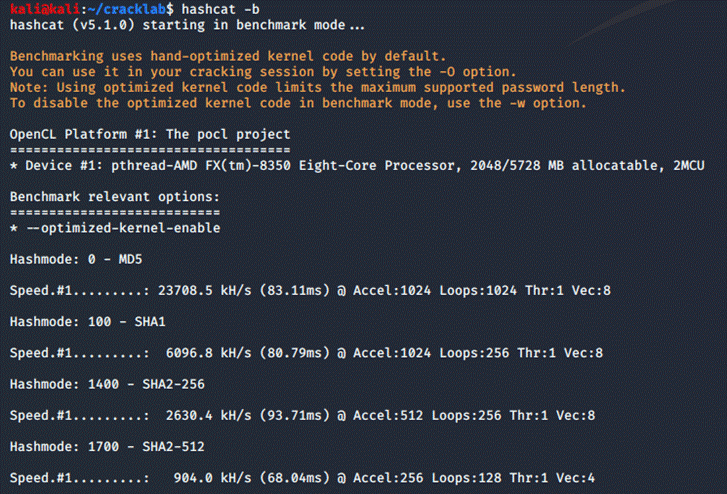 kali@kali:~/cracklab$ hashcat -b
hashcat (v5.1.0) starting in benchmark mode...
Benchmarking uses hand-optimized kernel code by default.
You can use it in your cracking session by setting the -O option.
Note: Using optimized kernel code limits the maximum supported password length.
To disable the optimized kernel code in benchmark mode, use the -w option.
OpenCL Platform #1: The pocl project
====================================
* Device #1: pthread-AMD FX(tm)-8350 Eight-Core Processor, 2048/5728 MB allocatable, 2MCU
Benchmark relevant options:
===========================
* --optimized-kernel-enable
Hashmode: 0 - MD5
Speed.#1.........: 23708.5 kH/s (83.11ms) @ Accel:1024 Loops:1024 Thr:1 Vec:8
Hashmode: 100 - SHA1
Speed.#1.........:  6096.8 kH/s (80.79ms) @ Accel:1024 Loops:256 Thr:1 Vec:8
Hashmode: 1400 - SHA2-256
Speed.#1.........:  2630.4 kH/s (93.71ms) @ Accel:512 Loops:256 Thr:1 Vec:8
Hashmode: 1700 - SHA2-512
Speed.#1.........:   904.0 kH/s (68.04ms) @ Accel:256 Loops:128 Thr:1 Vec:4